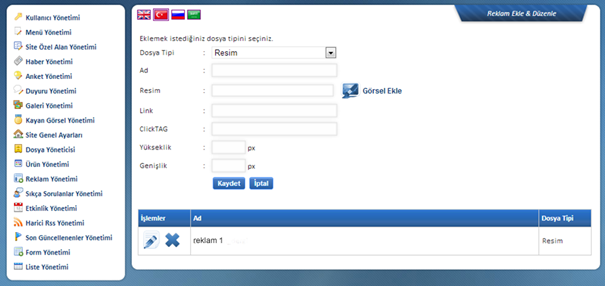 Kullanıcı Yönetimi
Menü Yönetimi
Site Özel Alan Yönetimi
Haber Yönetimi
Anket Yönetimi
Duyuru Yönetimi
Galeri Yönetimi
Kayan Görsel Yönetimi
Site Genel Ayarları
Dosya Yöneticisi
Ürün Yönetimi
Reklam Yönetimi
Sıkça Sorulanlar Yönetimi
Etkinlik Yönetimi
Harici Rss Yönetimi
Son Güncellenenler Yönetimi
Form Yönetimi
Liste Yönetimi
Reklam Ekle & Düzenle
Eklemek istediğiniz dosya tipini seçiniz.
Dosya Tipi : Resim
Ad :
Resim : Görsel Ekle
Link :
ClickTAG :
Yükseklik : px
Genişlik : px
Kaydet İptal
İşlemler Ad Dosya Tipi
reklam 1 Resim